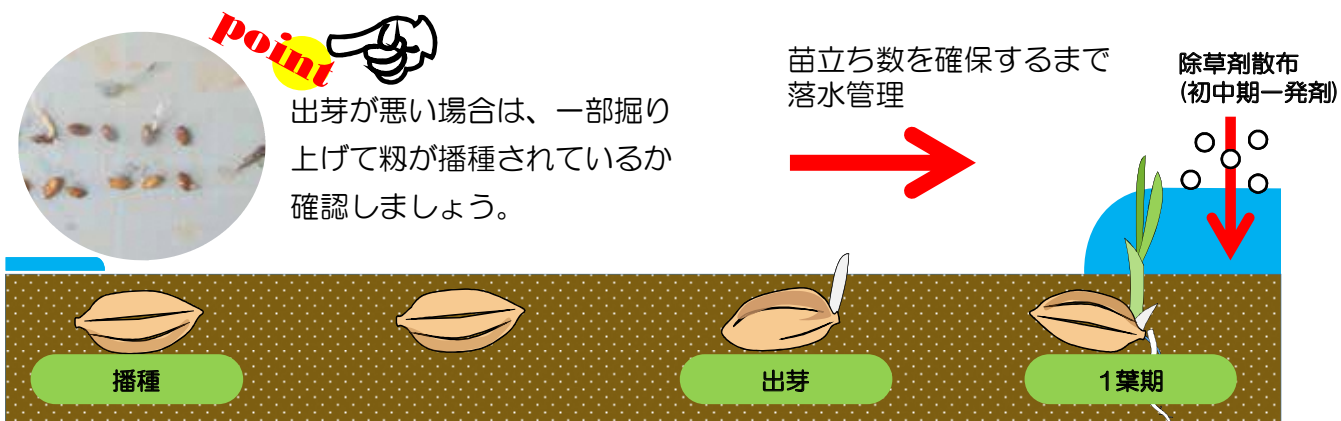 point
出芽が悪い場合は、一部掘り
上げて籾が播種されているか
確認しましょう。
苗立ち数を確保するまで
落水管理
除草剤散布
(初中期一発剤)
播種
出芽
1葉期